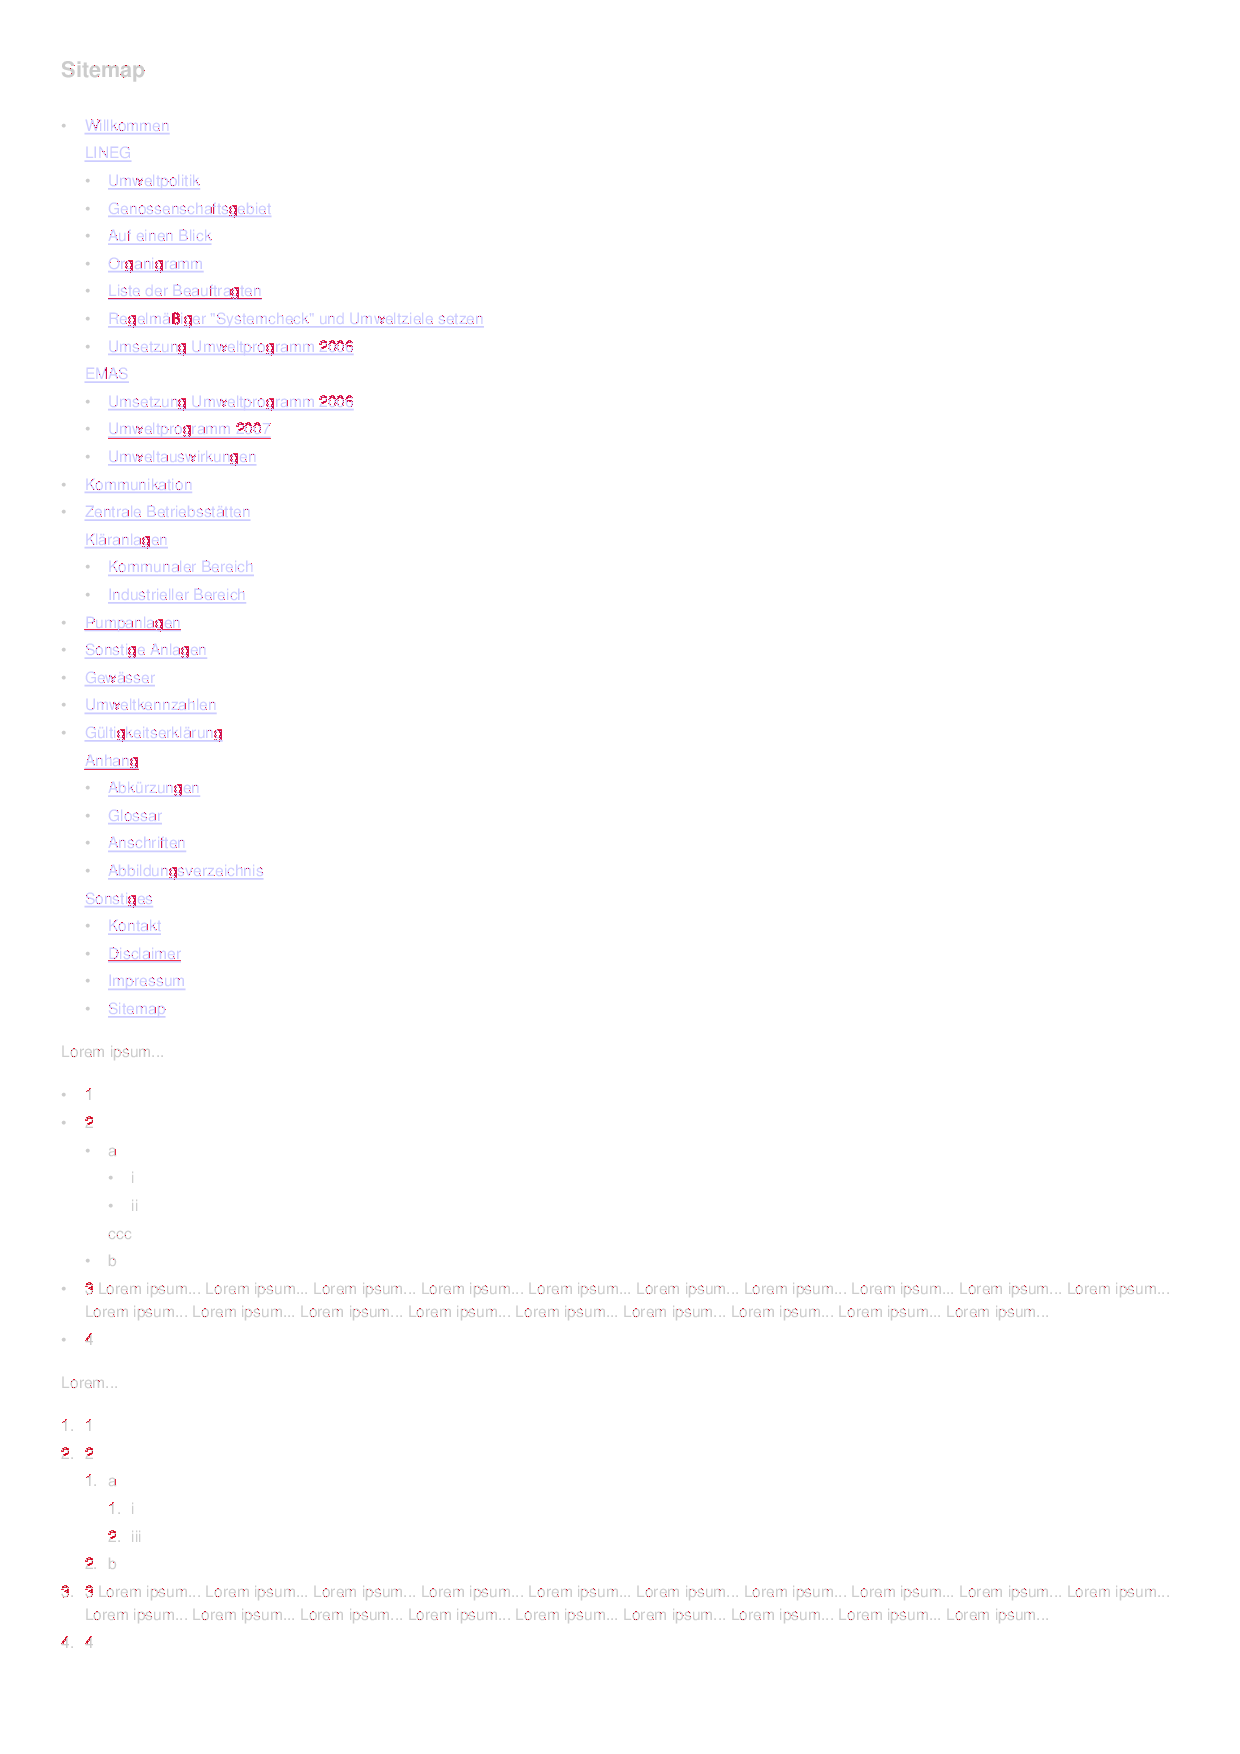 Sitemap
• Willkommen
LINEG
• Umweltpolitik
• Genossenschaftsgebiet
• Auf einen Blick
• Organigramm
• Liste der Beauftragten
• Regelmäßiger "Systemcheck" und Umweltziele setzen
• Umsetzung Umweltprogramm 2006
EMAS
• Umsetzung Umweltprogramm 2006
• Umweltprogramm 2007
• Umweltauswirkungen
• Kommunikation
• Zentrale Betriebsstätten
Kläranlagen
• Kommunaler Bereich
• Industrieller Bereich
• Pumpanlagen
• Sonstige Anlagen
• Gewässer
• Umweltkennzahlen
• Gültigkeitserklärung
Anhang
• Abkürzungen
• Glossar
• Anschriften
• Abbildungsverzeichnis
Sonstiges
• Kontakt
• Disclaimer
• Impressum
• Sitemap
Lorem ipsum...
• 1
• 2
• a
• i
• ii
ccc
• b
• 3 Lorem ipsum... Lorem ipsum... Lorem ipsum... Lorem ipsum... Lorem ipsum... Lorem ipsum... Lorem ipsum... Lorem ipsum... Lorem ipsum... Lorem ipsum...
Lorem ipsum... Lorem ipsum... Lorem ipsum... Lorem ipsum... Lorem ipsum... Lorem ipsum... Lorem ipsum... Lorem ipsum... Lorem ipsum...
• 4
Lorem...
1. 1
2. 2
1. a
1. i
2. iii
2. b
3. 3 Lorem ipsum... Lorem ipsum... Lorem ipsum... Lorem ipsum... Lorem ipsum... Lorem ipsum... Lorem ipsum... Lorem ipsum... Lorem ipsum... Lorem ipsum...
Lorem ipsum... Lorem ipsum... Lorem ipsum... Lorem ipsum... Lorem ipsum... Lorem ipsum... Lorem ipsum... Lorem ipsum... Lorem ipsum...
4. 4